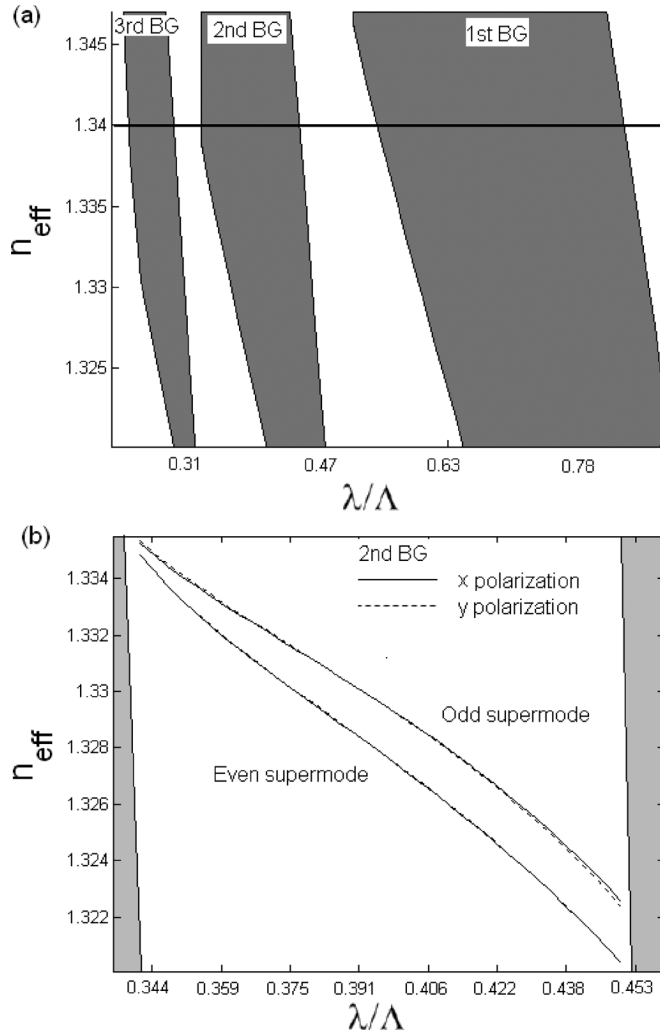 (a)
3rd BG
2nd BG
1st BG
1.345
1.34
1.335
1.33
1.325
n_eff
0.31
0.47
0.63
0.78
λ/Λ
(b)
2nd BG
x polarization
y polarization
1.334
1.332
1.33
1.328
1.326
1.324
1.322
n_eff
Odd supermode
Even supermode
0.344
0.359
0.375
0.391
0.406
0.422
0.438
0.453
λ/Λ